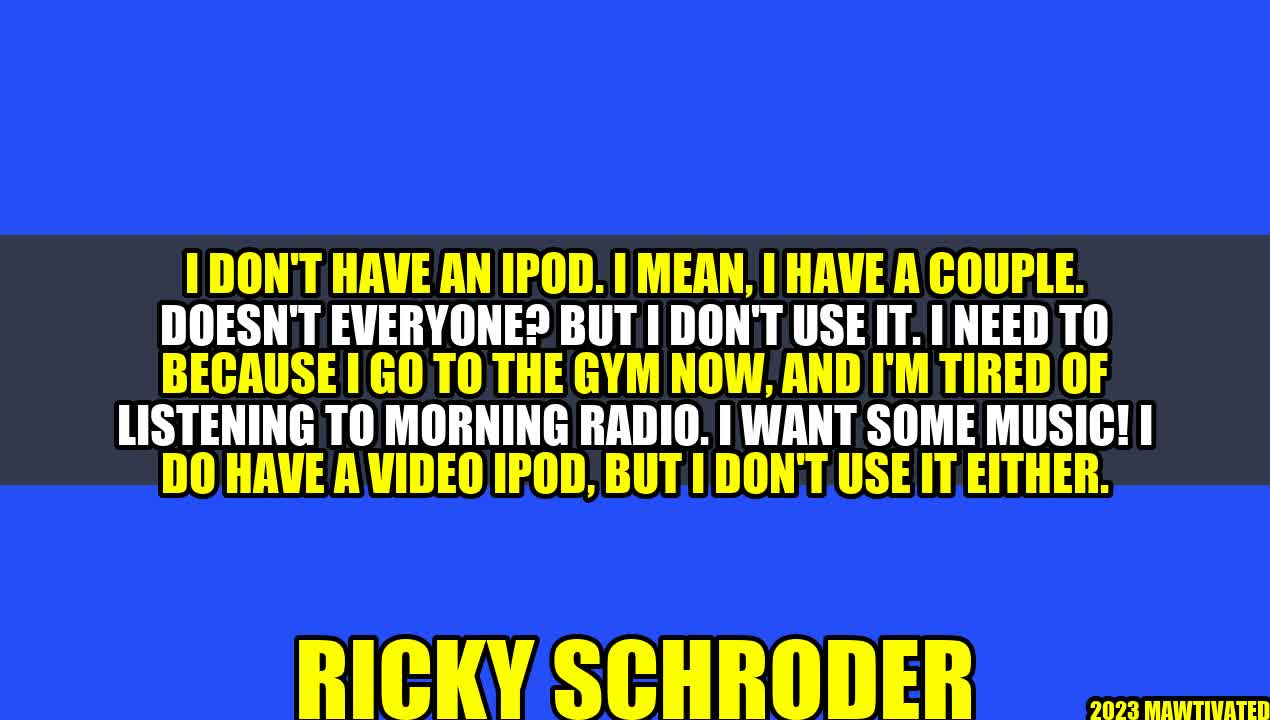 I DON'T HAVE AN IPOD. I MEAN, I HAVE A COUPLE.
DOESN'T EVERYONE? BUT I DON'T USE IT. I NEED TO
BECAUSE I GO TO THE GYM NOW, AND I'M TIRED OF
LISTENING TO MORNING RADIO. I WANT SOME MUSIC! I
DO HAVE A VIDEO IPOD, BUT I DON'T USE IT EITHER.
RICKY SCHRODER
2023 MAWTIVATED